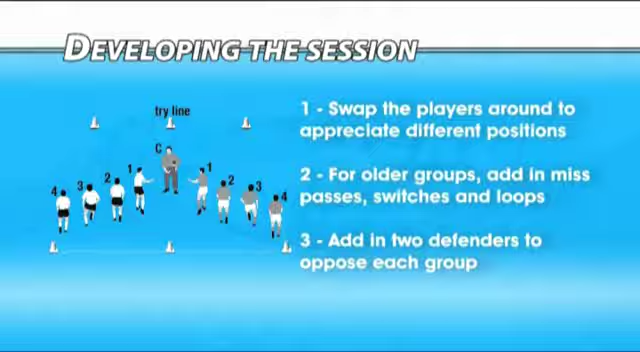 DEVELOPING THE SESSION
try line
C
1
2
3
4
1
2
3
4
1 - Swap the players around to
appreciate different positions
2 - For older groups, add in miss
passes, switches and loops
3 - Add in two defenders to
oppose each group